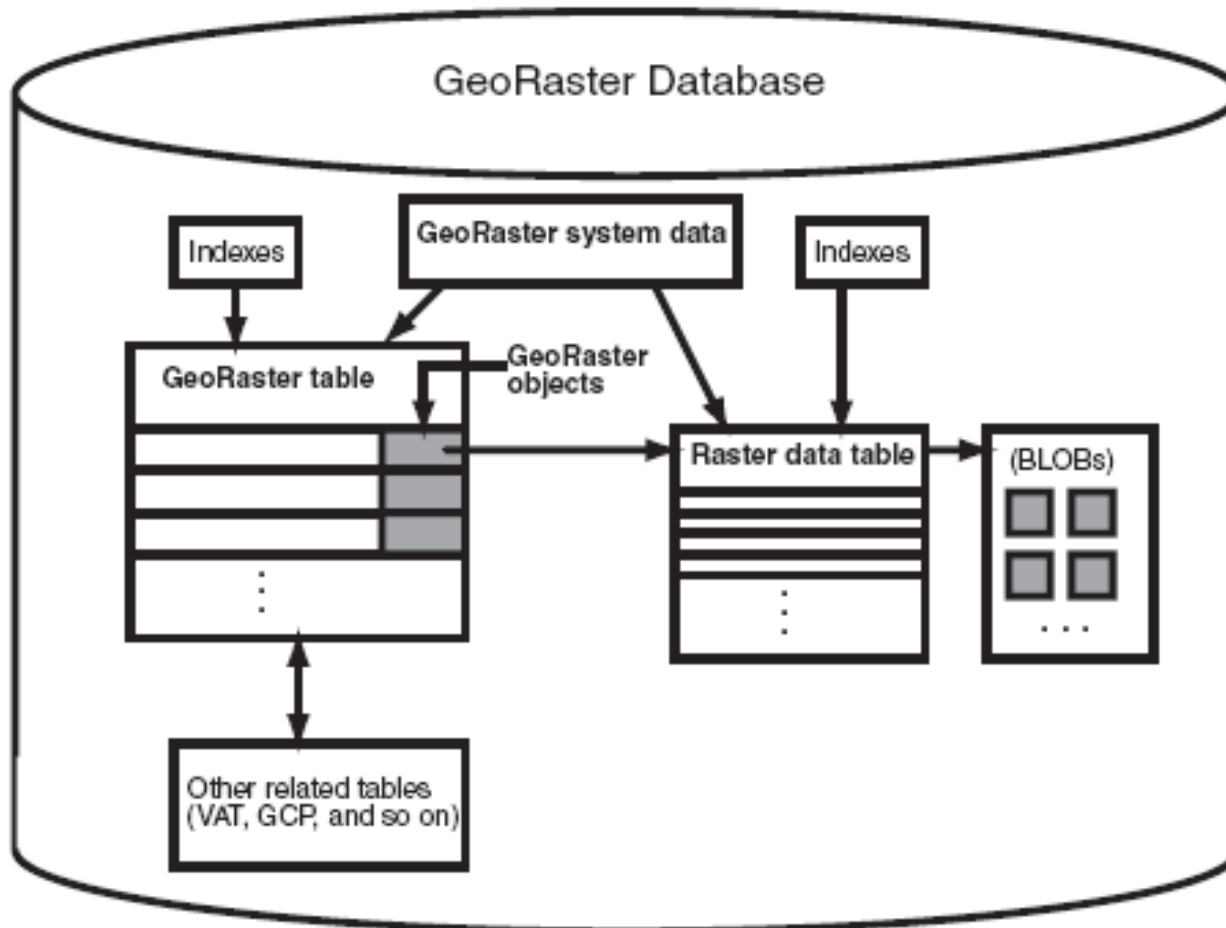 GeoRaster Database
Indexes
GeoRaster system data
Indexes
GeoRaster table
GeoRaster
objects
Raster data table
(BLOBs)
. . .
Other related tables
(VAT, GCP, and so on)